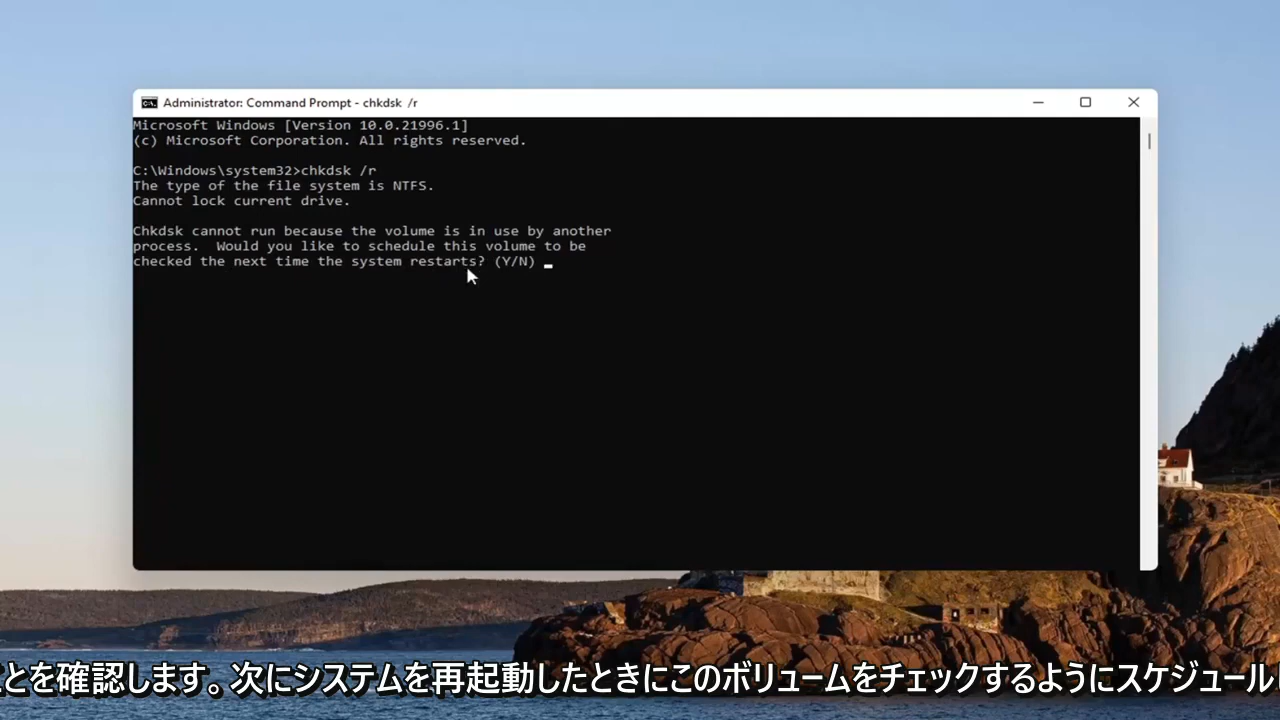 Administrator: Command Prompt - chkdsk /r
Microsoft Windows [Version 10.0.21996.1]
(c) Microsoft Corporation. All rights reserved.
C:\Windows\system32>chkdsk /r
The type of the file system is NTFS.
Cannot lock current drive.
Chkdsk cannot run because the volume is in use by another
process.  Would you like to schedule this volume to be
checked the next time the system restarts? (Y/N)
とを確認します。次にシステムを再起動したときにこのボリュームをチェックするようにスケジュール